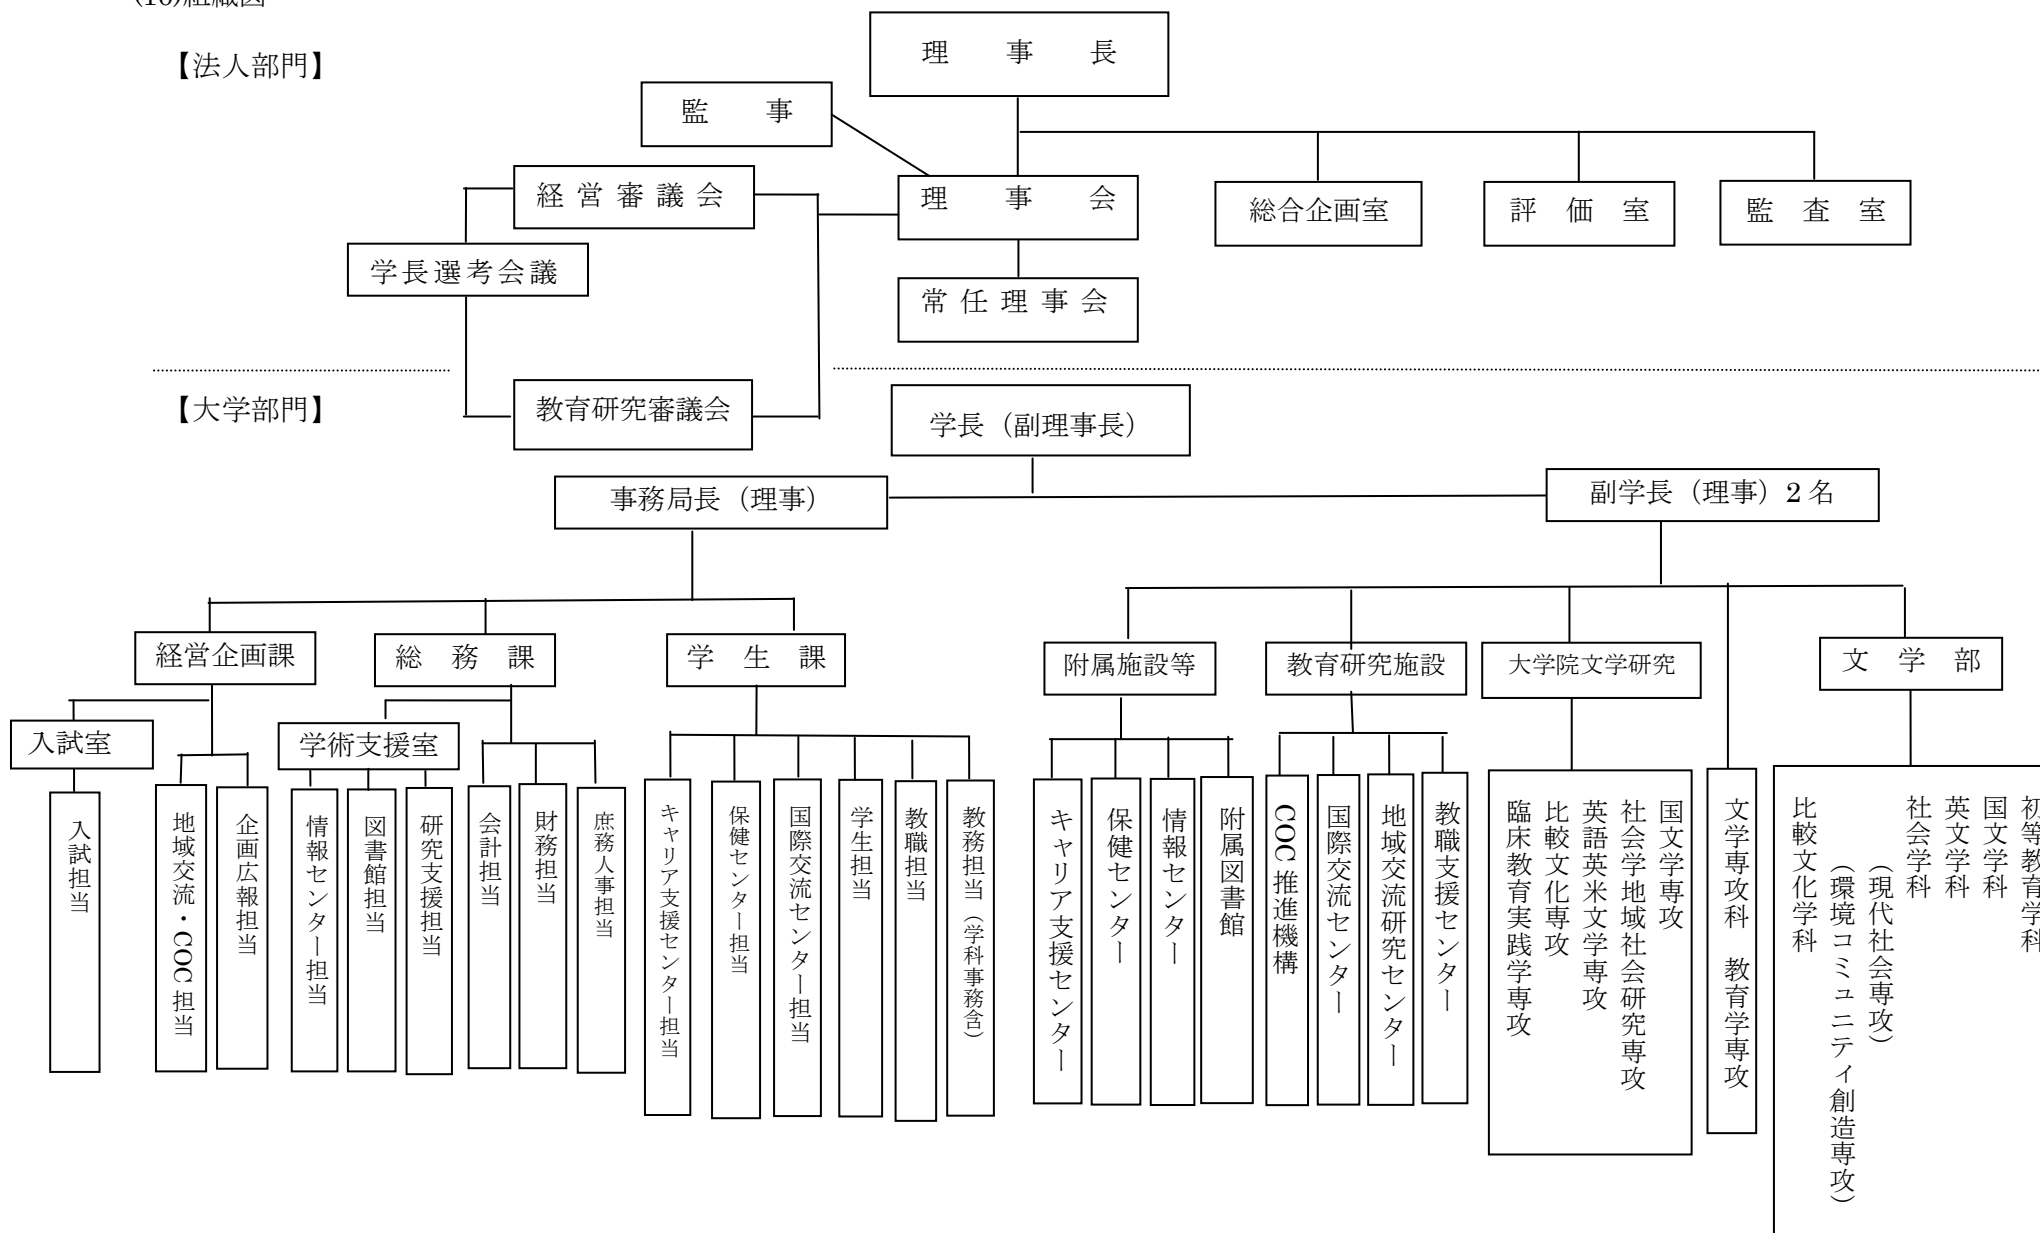 (10)組織図
【法人部門】
理　事　長
監　事
経営審議会
理　事　会
総合企画室
評　価　室
監　査　室
学長選考会議
常任理事会
【大学部門】
教育研究審議会
学長（副理事長）
事務局長（理事）
副学長（理事）2名
経営企画課
総　務　課
学　生　課
附属施設等
教育研究施設
大学院文学研究
文　学　部
入試室
学術支援室
入試担当
地域交流・COC担当
企画広報担当
情報センター担当
図書館担当
研究支援担当
会計担当
財務担当
庶務人事担当
キャリア支援センター担当
保健センター担当
国際交流センター担当
学生担当
教職担当
教務担当（学科事務含）
キャリア支援センター
保健センター
情報センター
附属図書館
COC推進機構
国際交流センター
地域交流研究センター
教職支援センター
国文学専攻
社会学地域社会研究専攻
英語英米文学専攻
比較文化専攻
臨床教育実践学専攻
文学専攻科　教育学専攻
初等教育学科
国文学科
英文学科
社会学科
（現代社会専攻）
（環境コミュニティ創造専攻）
比較文化学科